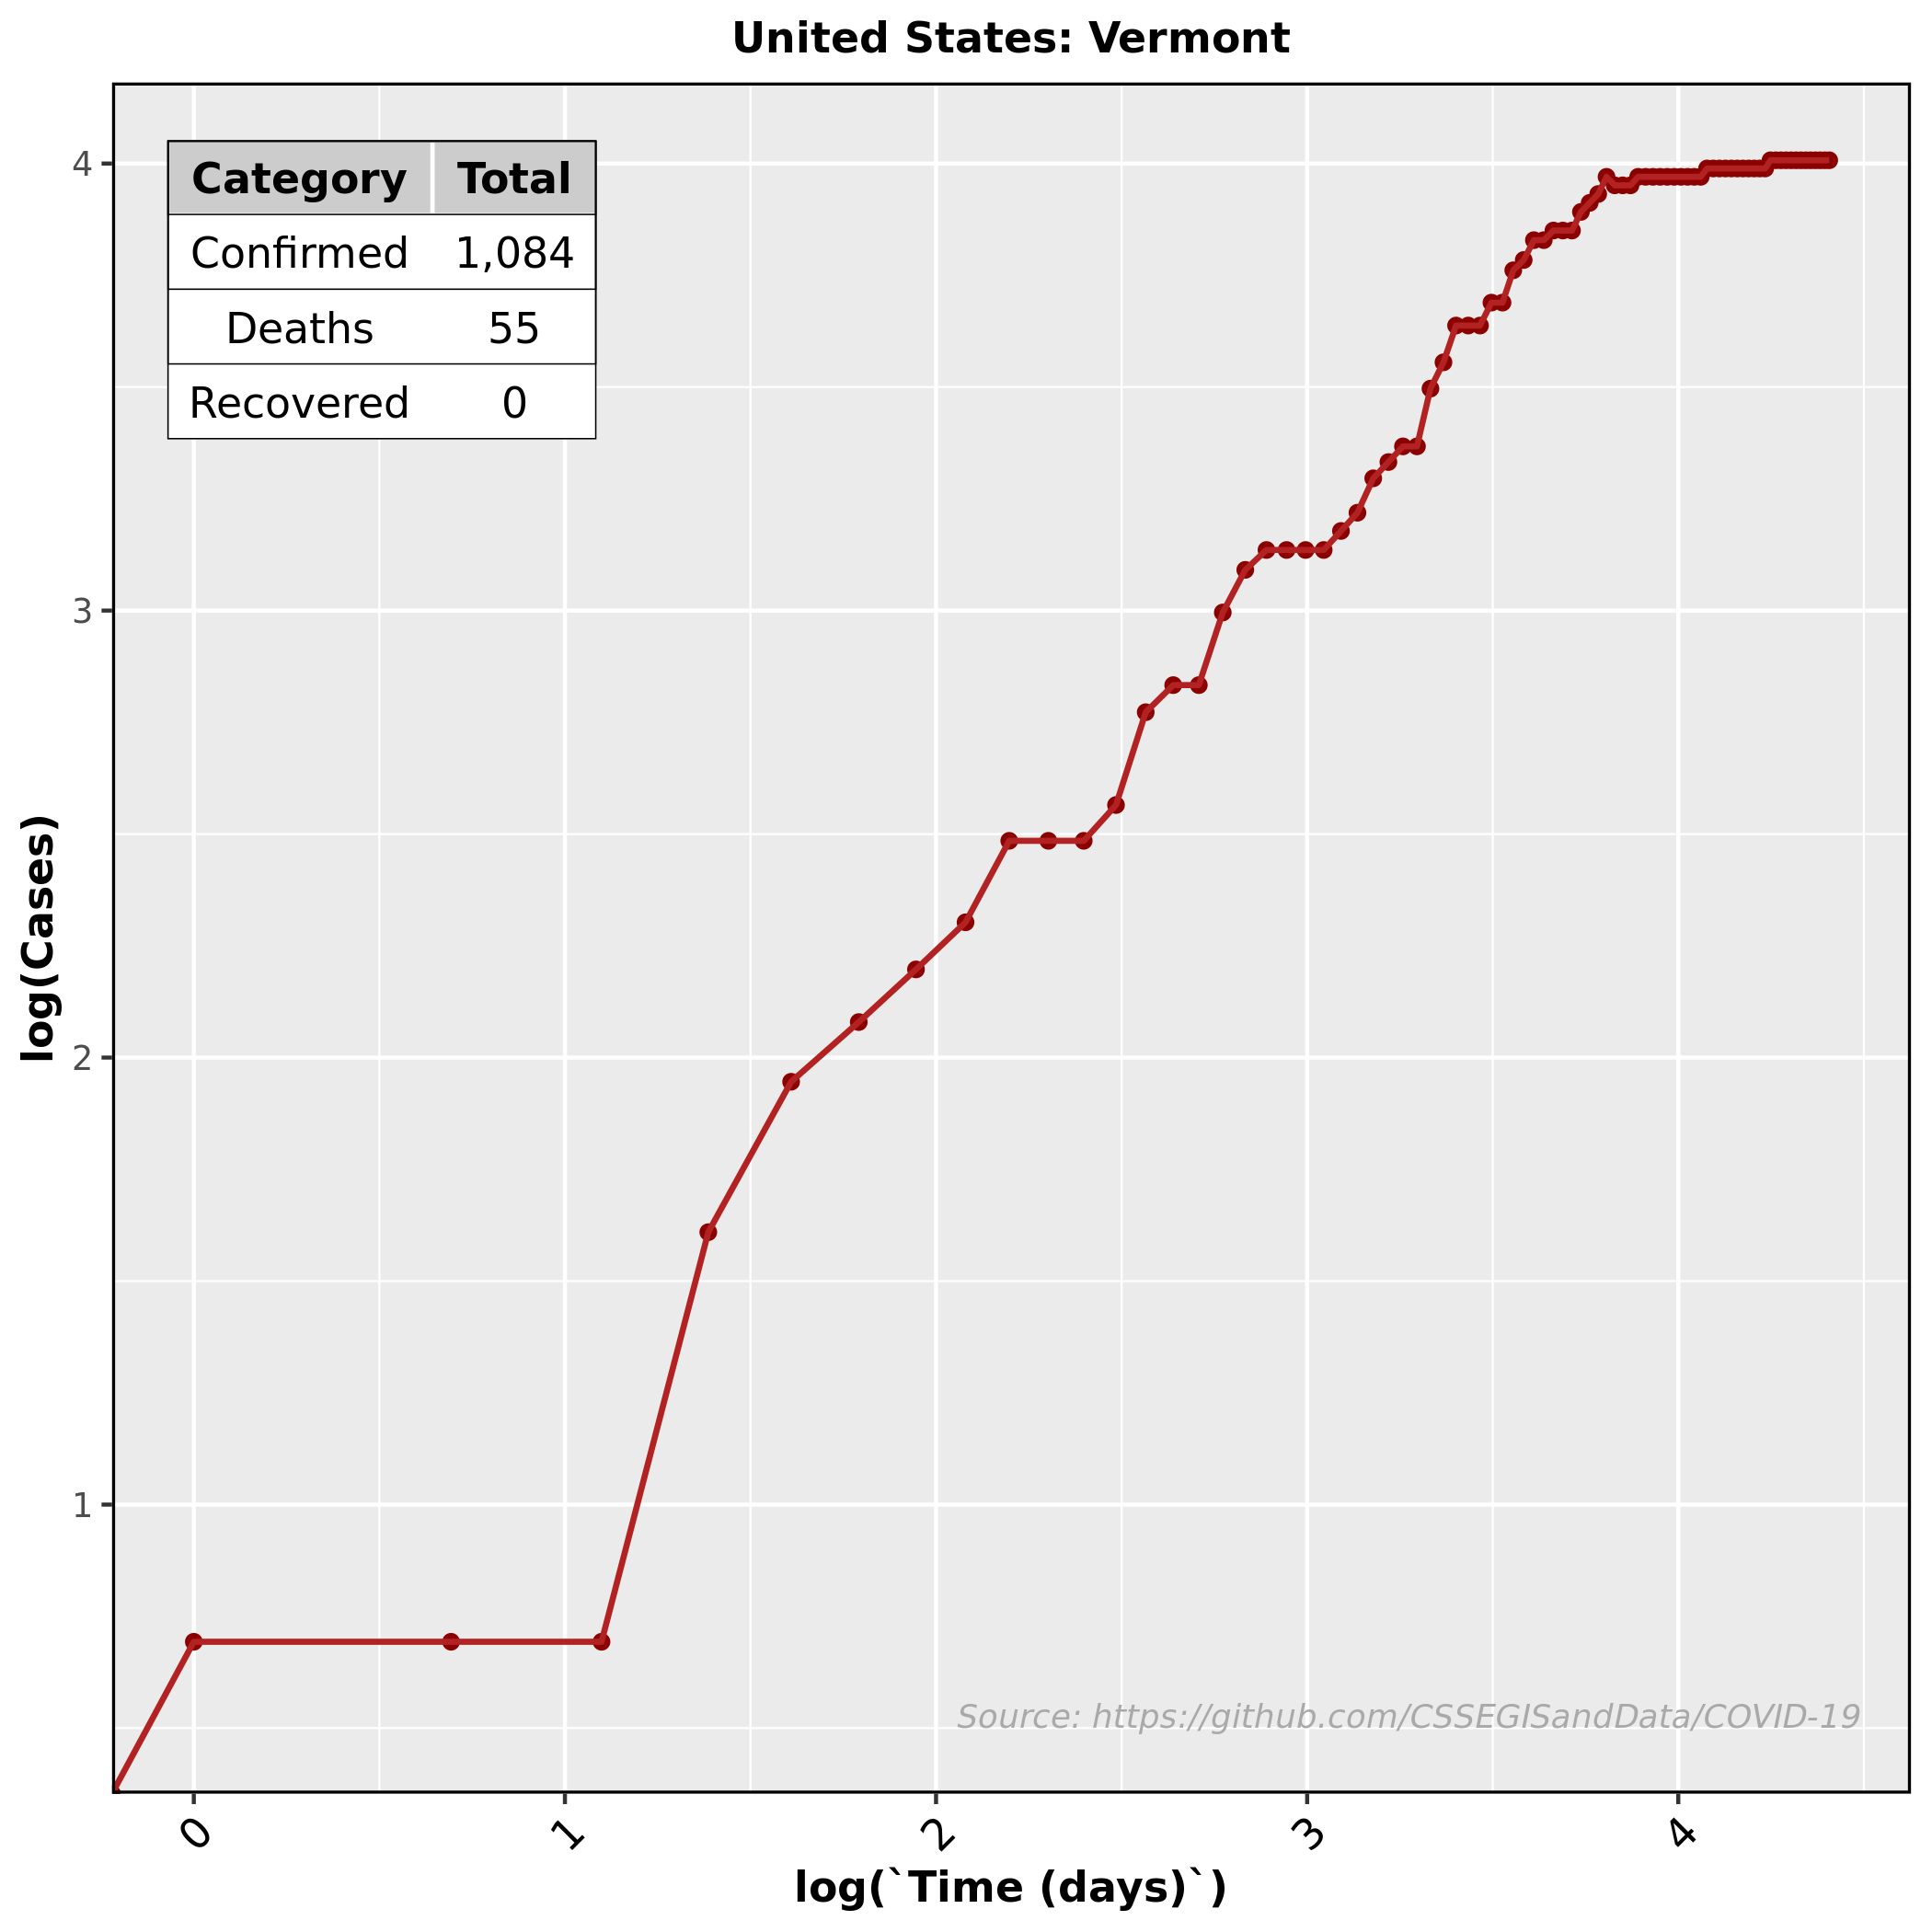 United States: Vermont
Category Total
Confirmed 1,084
Deaths 55
Recovered 0
4
3
2
1
log(Cases)
Source: https://github.com/CSSEGISandData/COVID-19
0 1 2 3 4
log(`Time (days)`)